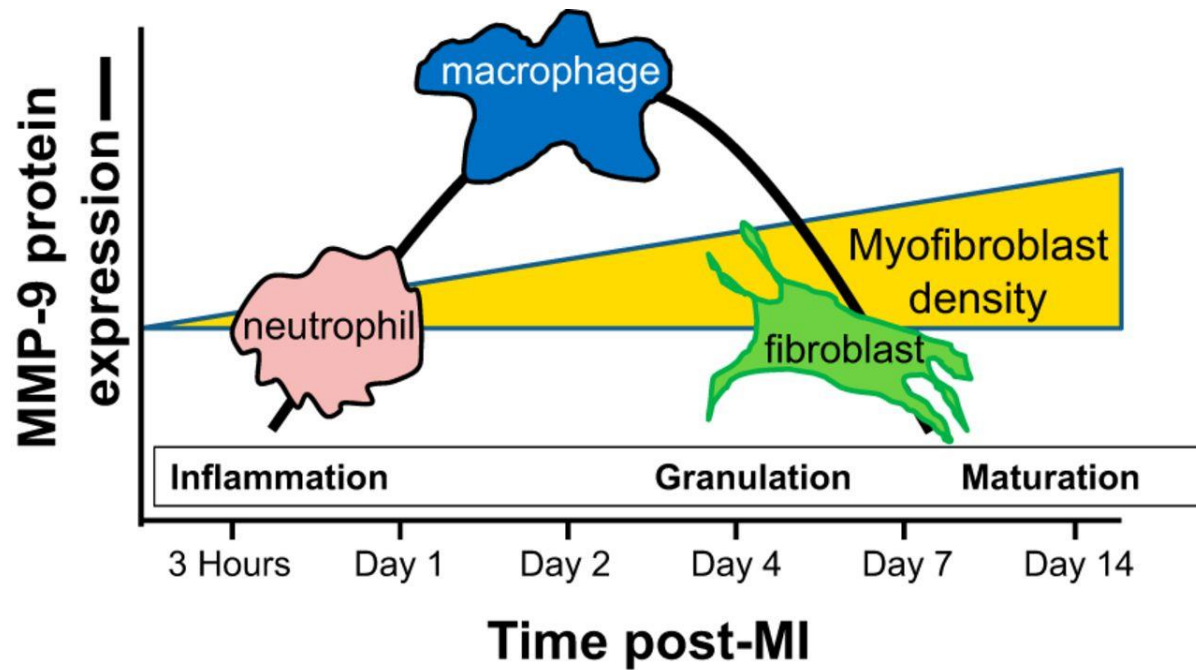 MMP-9 protein
expression
macrophage
neutrophil
Myofibroblast
density
fibroblast
Inflammation Granulation Maturation
3 Hours Day 1 Day 2 Day 4 Day 7 Day 14
Time post-MI